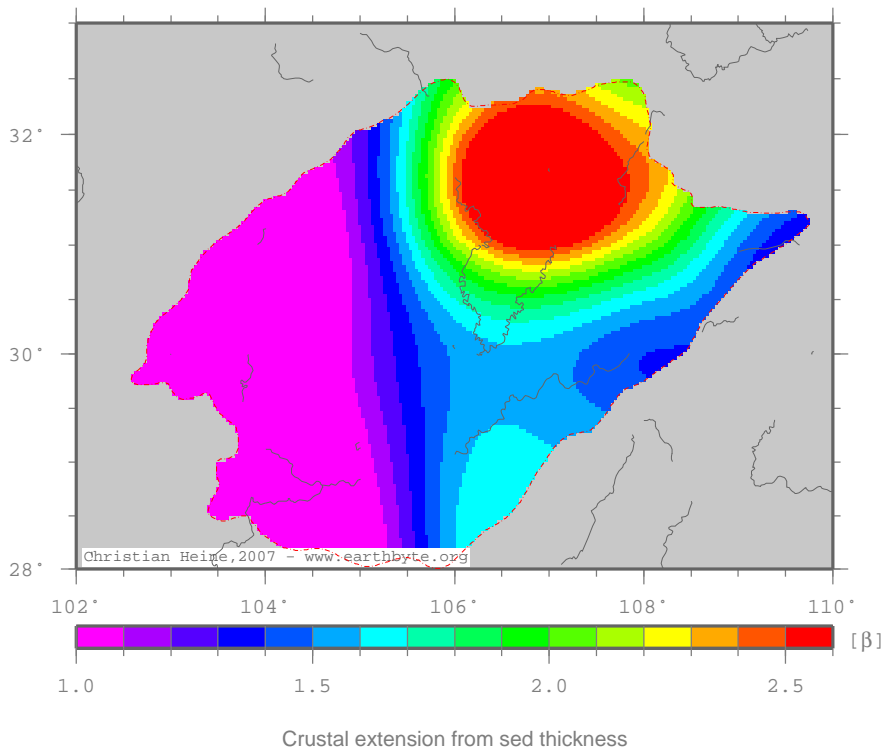 32°
30°
28°
Christian Heine,2007 - www.earthbyte.org
102° 104° 106° 108° 110°
[β]
1.0 1.5 2.0 2.5
Crustal extension from sed thickness